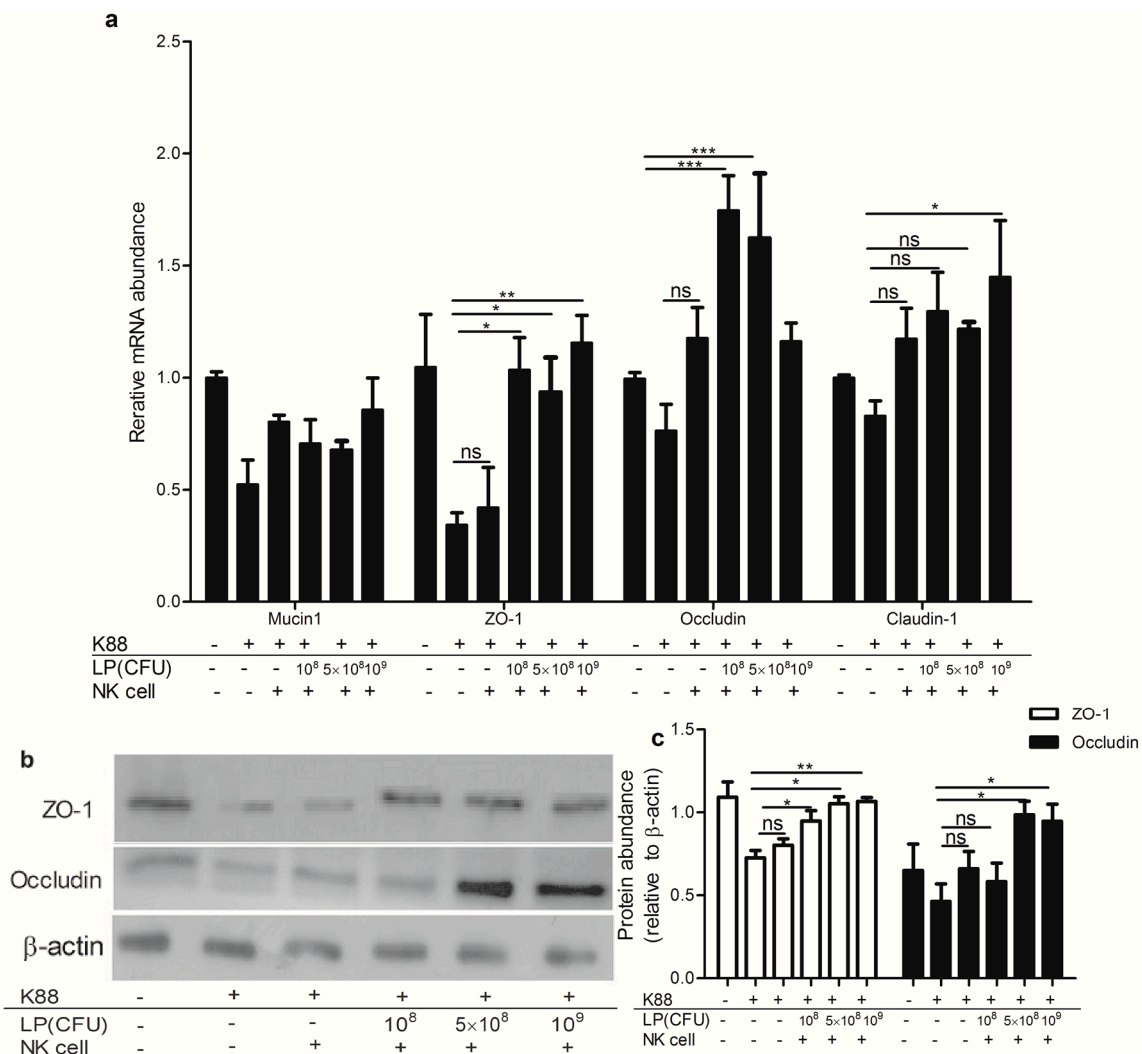 a
2.5
2.0
1.5
1.0
0.5
0.0
Rerative mRNA abundance
ns * * **
ns *** ***
ns ns ns *
Mucin1 ZO-1 Occludin Claudin-1
K88 - + + + + + - + + + + + - + + + + + - + + + + +
LP(CFU) - - - 10⁸ 5×10⁸ 10⁹ - - - 10⁸ 5×10⁸ 10⁹ - - - 10⁸ 5×10⁸ 10⁹ - - - 10⁸ 5×10⁸ 10⁹
NK cell - - + + + + - - + + + + - - + + + + - - + + + +
b
ZO-1
Occludin
β-actin
K88 - + + + + +
LP(CFU) - - - 10⁸ 5×10⁸ 10⁹
NK cell - - + + + +
c
ZO-1
Occludin
1.5
1.0
0.5
0.0
Protein abundance
(relative to β-actin)
ns * * **
ns ns * *
K88 - + + + + + - + + + + +
LP(CFU) - - - 10⁸ 5×10⁸ 10⁹ - - - 10⁸ 5×10⁸ 10⁹
NK cell - - - + + + - - - + + +